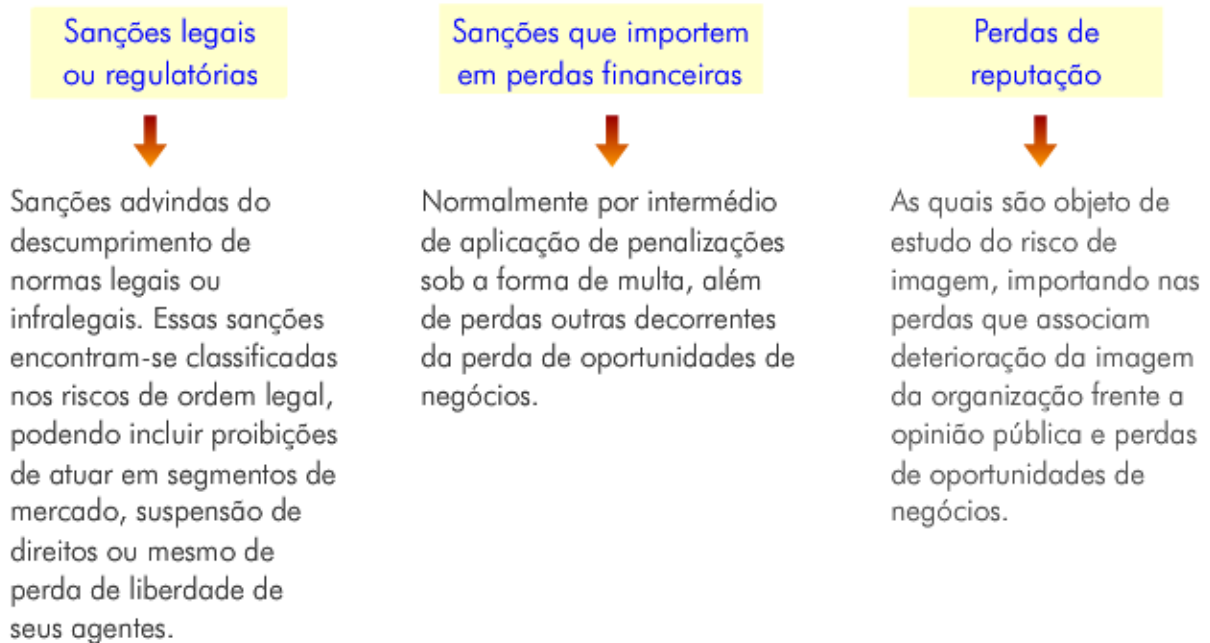 Sanções legais
ou regulatórias
Sanções advindas do
descumprimento de
normas legais ou
infralegais. Essas sanções
encontram-se classificadas
nos riscos de ordem legal,
podendo incluir proibições
de atuar em segmentos de
mercado, suspensão de
direitos ou mesmo de
perda de liberdade de
seus agentes.
Sanções que importem
em perdas financeiras
Normalmente por intermédio
de aplicação de penalizações
sob a forma de multa, além
de perdas outras decorrentes
da perda de oportunidades de
negócios.
Perdas de
reputação
As quais são objeto de
estudo do risco de
imagem, importando nas
perdas que associam
deterioração da imagem
da organização frente a
opinião pública e perdas
de oportunidades de
negócios.